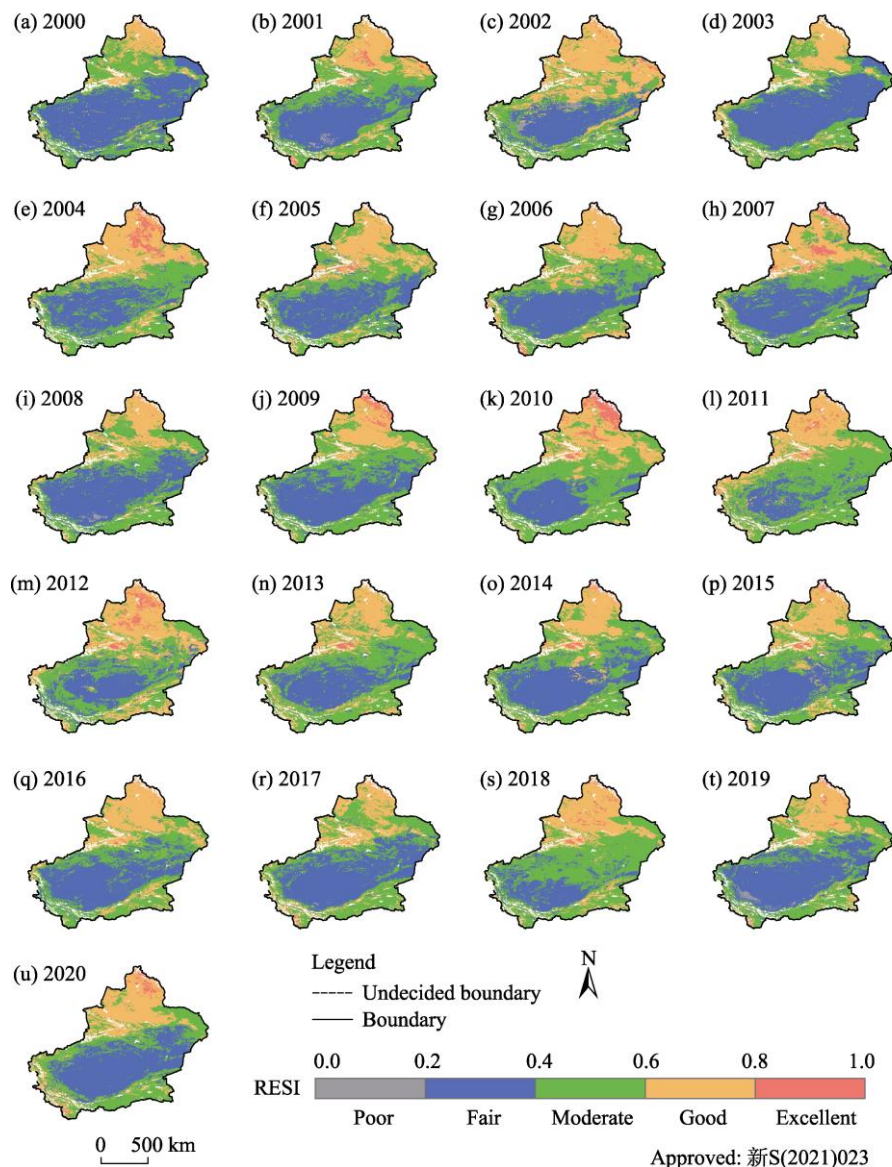 (a) 2000
(b) 2001
(c) 2002
(d) 2003
(e) 2004
(f) 2005
(g) 2006
(h) 2007
(i) 2008
(j) 2009
(k) 2010
(l) 2011
(m) 2012
(n) 2013
(o) 2014
(p) 2015
(q) 2016
(r) 2017
(s) 2018
(t) 2019
(u) 2020
Legend
N
Undecided boundary
Boundary
0.0 0.2 0.4 0.6 0.8 1.0
RESI
Poor Fair Moderate Good Excellent
0 500 km
Approved: 新S(2021)023